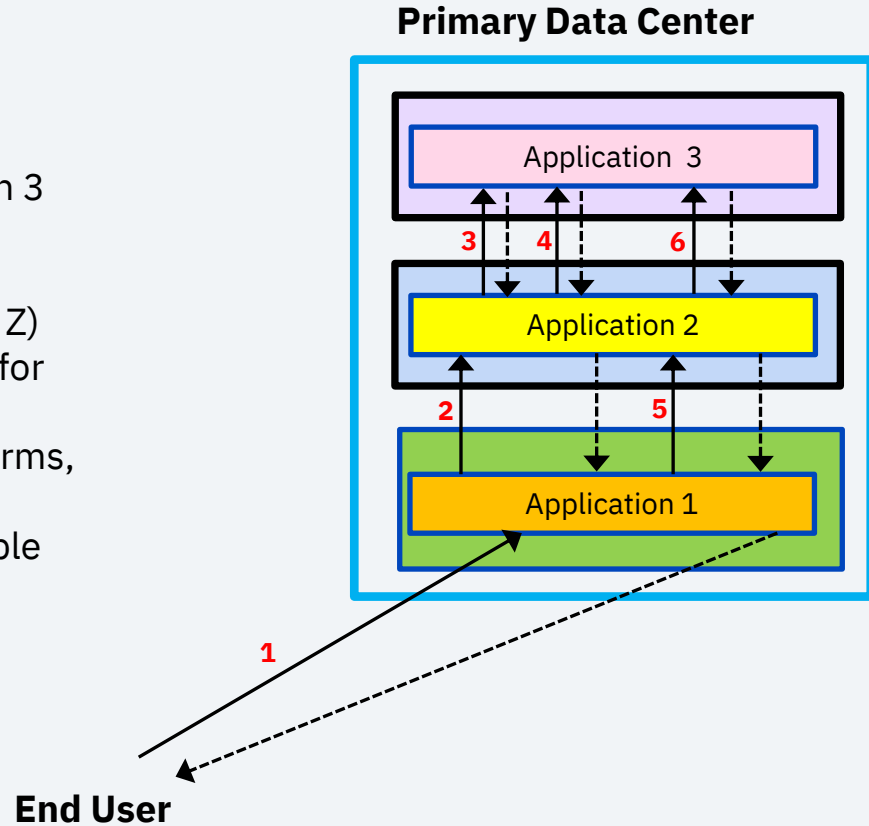 Primary Data Center
Application 3
n 3
3 4 6
Z)
Application 2
for
2 5
rms,
Application 1
ple
1
End User